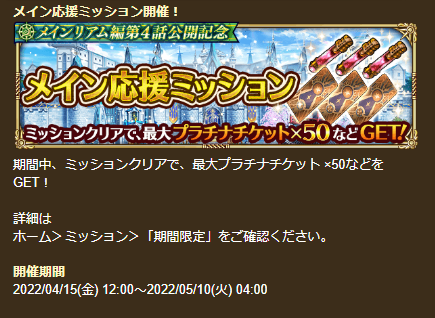 メイン応援ミッション開催！
メインリアム編第4話公開記念
メイン応援ミッション
ミッションクリアで、最大プラチナチケット×50などGET!
期間中、ミッションクリアで、最大プラチナチケット ×50などを
GET！
詳細は
ホーム＞ミッション＞「期間限定」をご確認ください。
開催期間
2022/04/15(金) 12:00～2022/05/10(火) 04:00